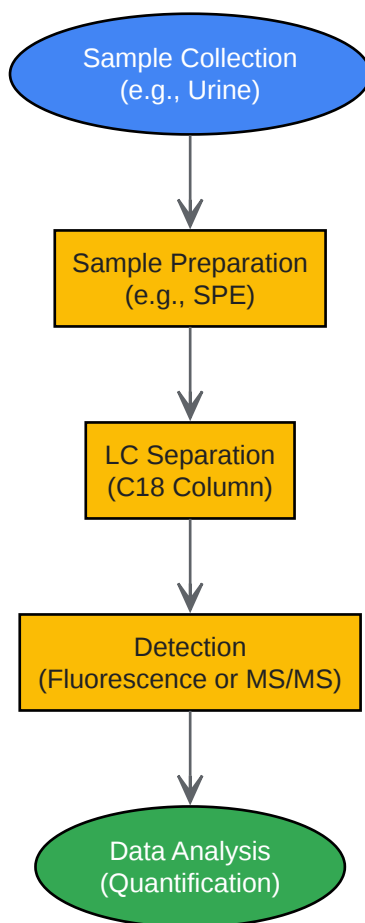 Sample Collection
(e.g., Urine)
Sample Preparation
(e.g., SPE)
LC Separation
(C18 Column)
Detection
(Fluorescence or MS/MS)
Data Analysis
(Quantification)